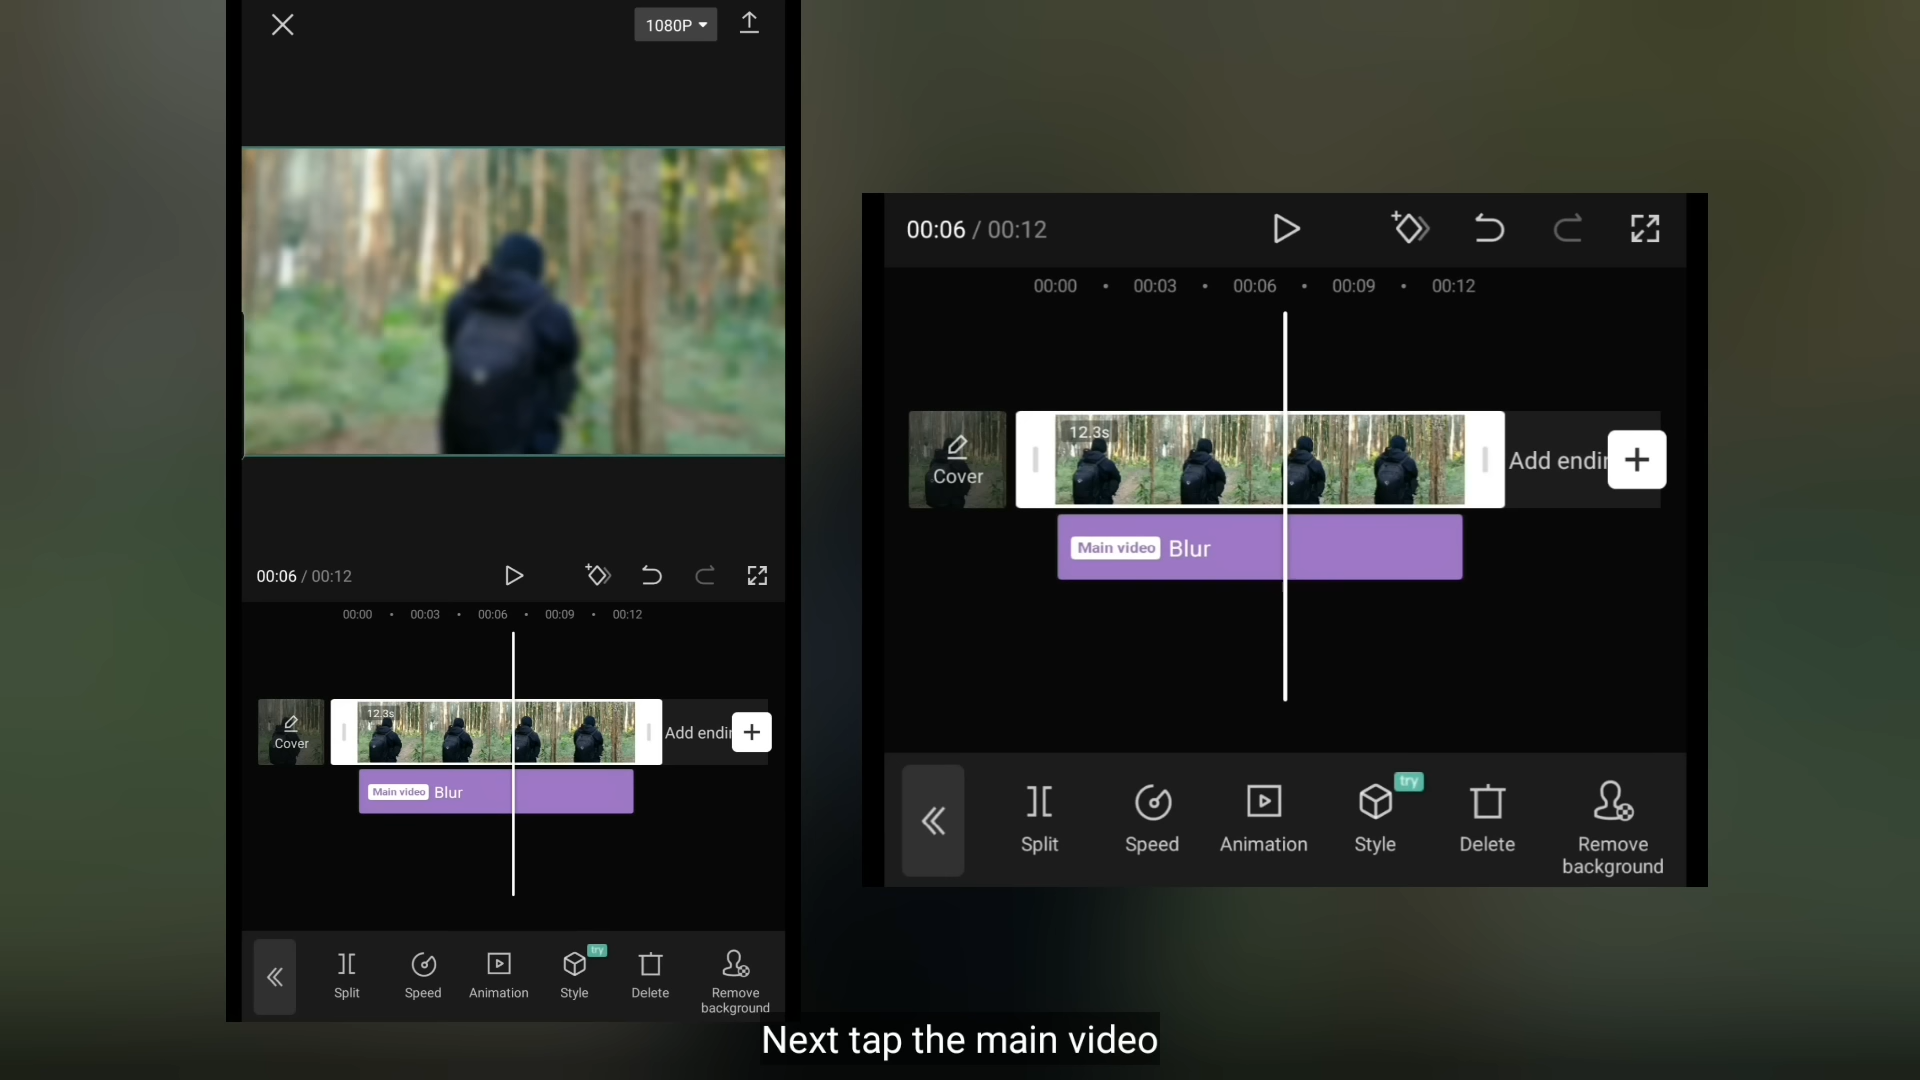 1080P
00:06 / 00:12
00:00 • 00:03 • 00:06 • 00:09 • 00:12
12.3s
Cover
Add endin
Main video Blur
try
Split Speed Animation Style Delete Remove background
00:06 / 00:12
00:00 • 00:03 • 00:06 • 00:09 • 00:12
12.3s
Cover
Add endin
Main video Blur
try
Split Speed Animation Style Delete Remove background
Next tap the main video